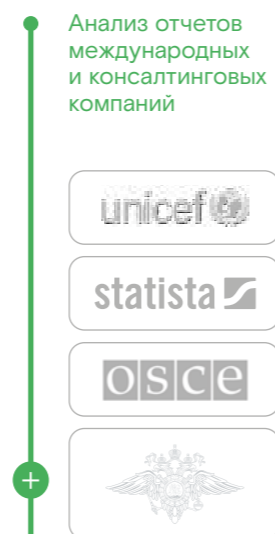 Анализ отчетов
международных
и консалтинговых
компаний
unicef
statista
osce
+